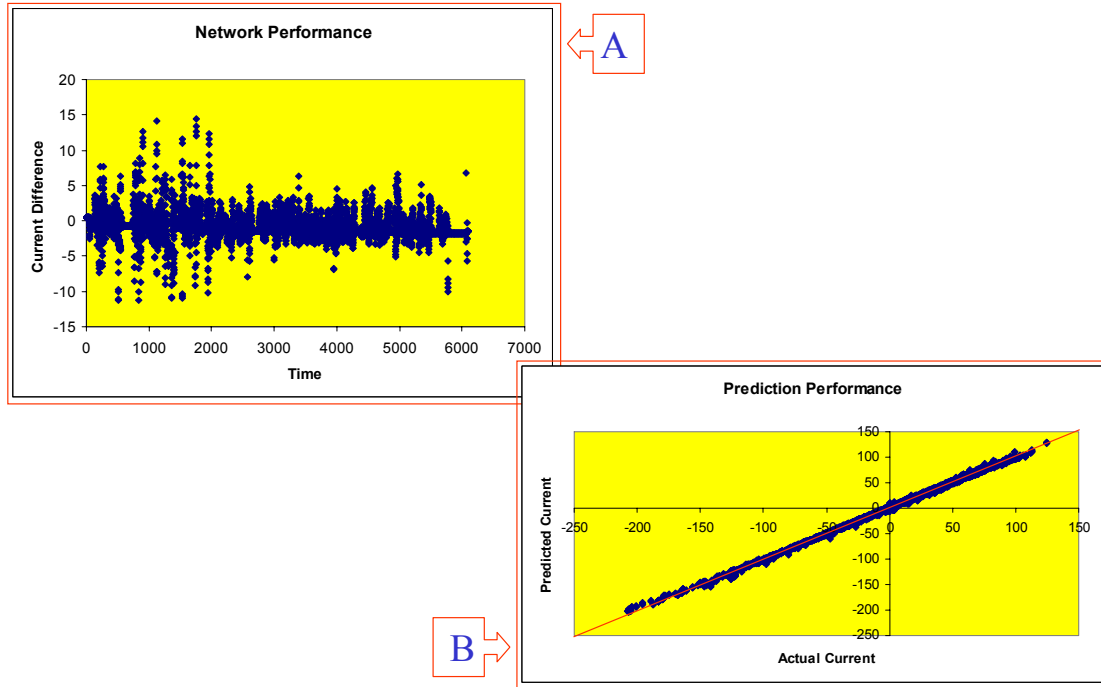 Network Performance
A
20
15
10
5
0
-5
-10
-15
Current Difference
0 1000 2000 3000 4000 5000 6000 7000
Time
Prediction Performance
150
100
50
0
-50
-100
-150
-200
-250
Predicted Current
-250 -200 -150 -100 -50 0 50 100 150
Actual Current
B